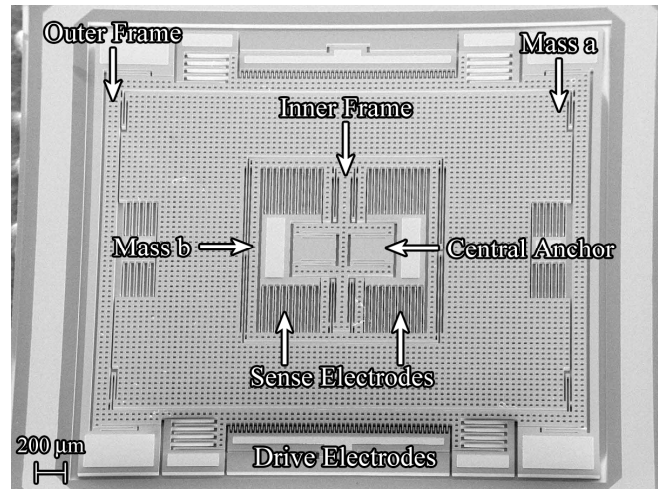 Outer Frame
Mass a
Inner Frame
Mass b
Central Anchor
Sense Electrodes
200 µm
Drive Electrodes